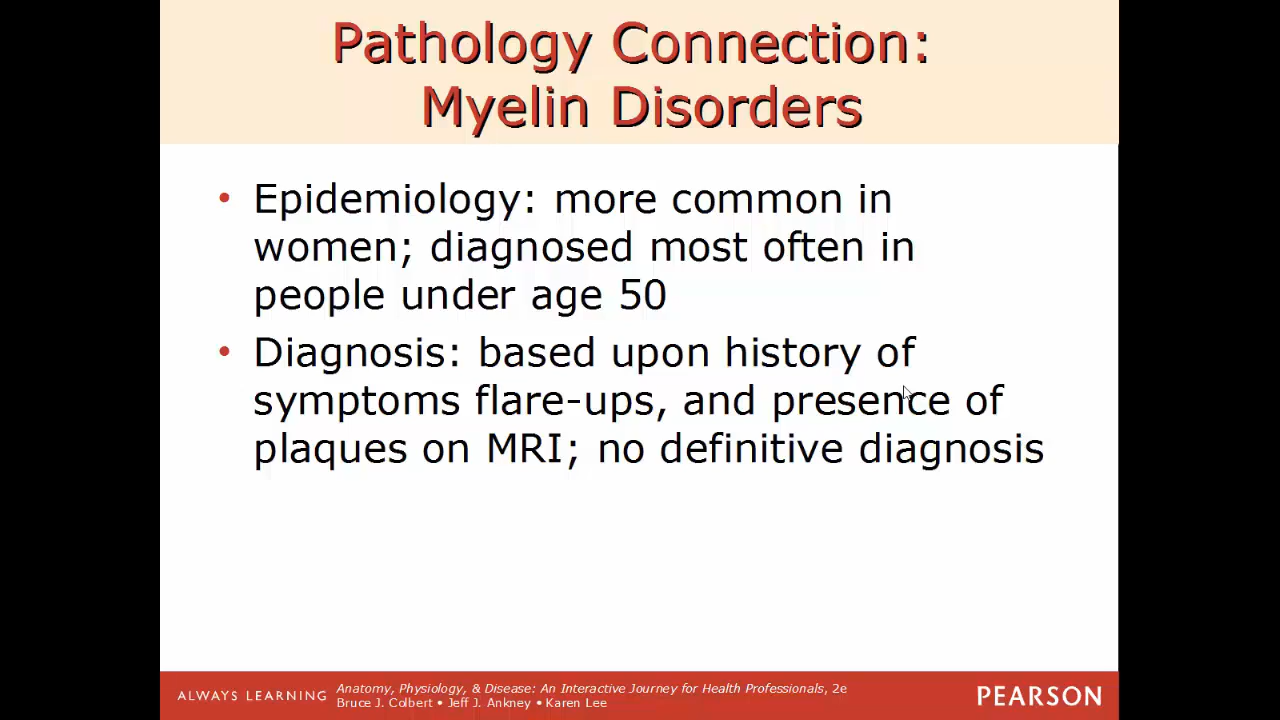 Pathology Connection:
Myelin Disorders
• Epidemiology: more common in
women; diagnosed most often in
people under age 50
• Diagnosis: based upon history of
symptoms flare-ups, and presence of
plaques on MRI; no definitive diagnosis
ALWAYS LEARNING
Anatomy, Physiology, & Disease: An Interactive Journey for Health Professionals, 2e
Bruce J. Colbert • Jeff J. Ankney • Karen Lee
PEARSON